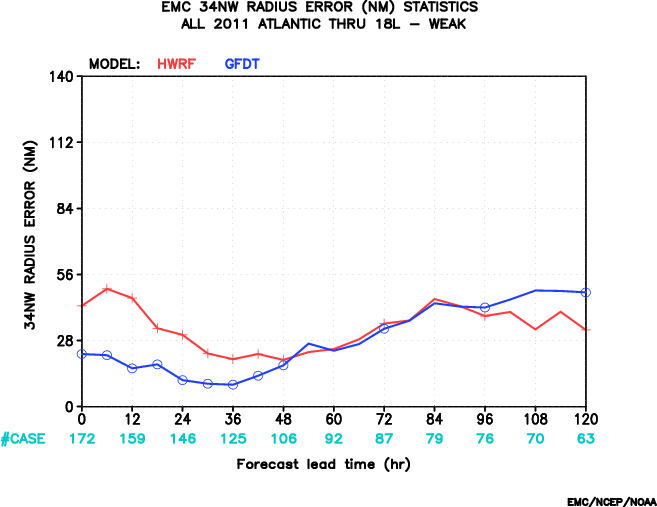 EMC 34NW RADIUS ERROR (NM) STATISTICS
ALL 2011 ATLANTIC THRU 18L - WEAK
MODEL: HWRF GFDT
34NW RADIUS ERROR (NM)
140
112
84
56
28
0
0 12 24 36 48 60 72 84 96 108 120
#CASE 172 159 146 125 106 92 87 79 76 70 63
Forecast lead time (hr)
EMC/NCEP/NOAA